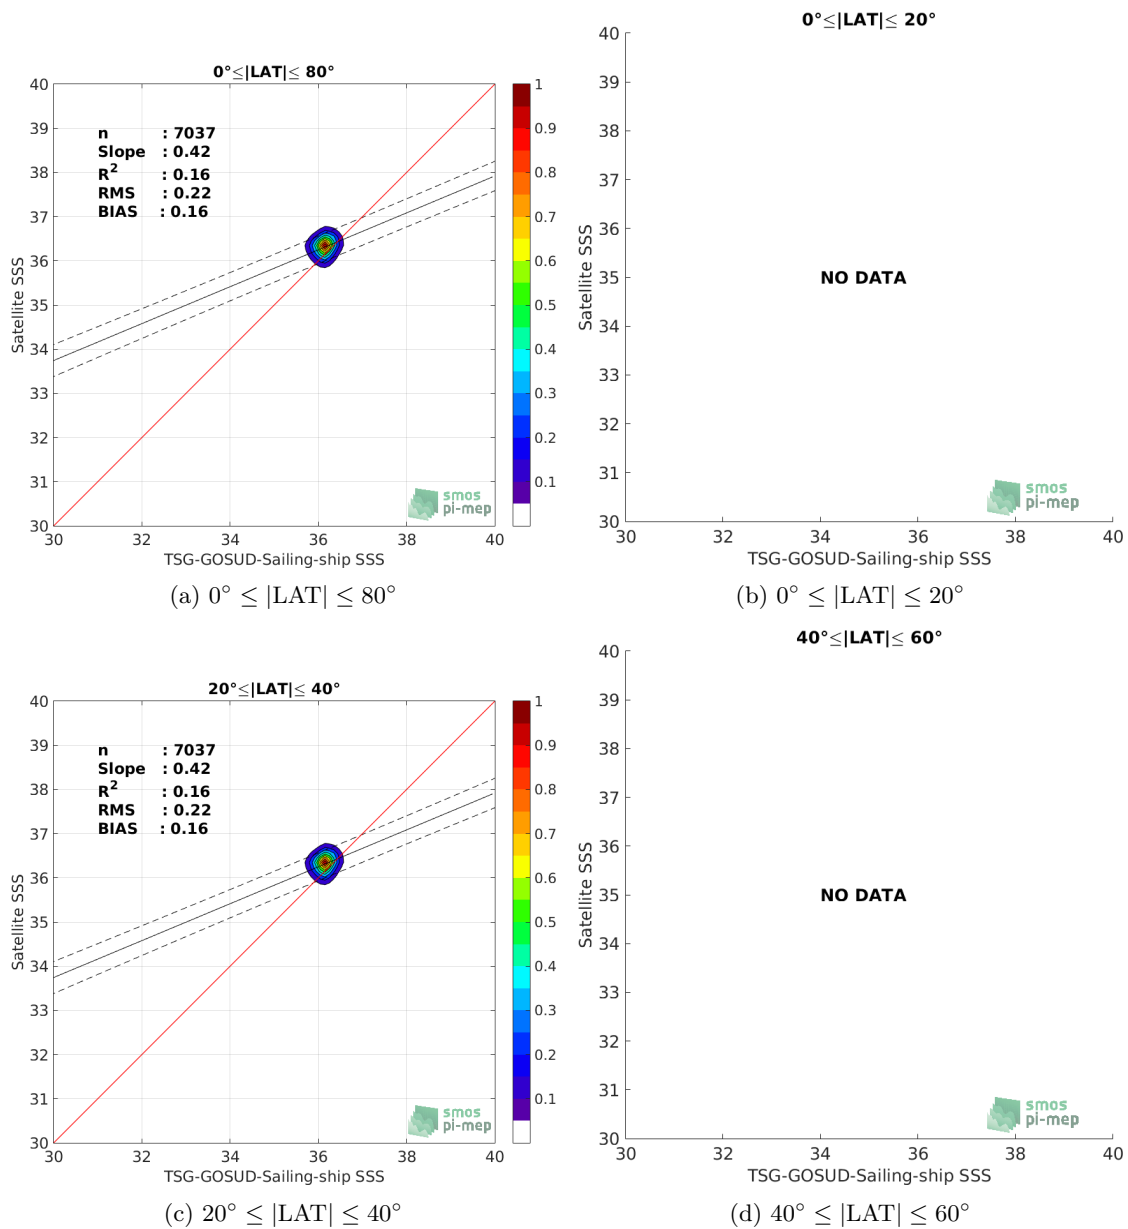 0°≤|LAT|≤ 80°
40
39
38
37
36
35
34
33
32
31
30
Satellite SSS
n : 7037
Slope : 0.42
R² : 0.16
RMS : 0.22
BIAS : 0.16
smos
pi-mep
30 32 34 36 38 40
TSG-GOSUD-Sailing-ship SSS
1
0.9
0.8
0.7
0.6
0.5
0.4
0.3
0.2
0.1
(a) 0° ≤ |LAT| ≤ 80°
0°≤|LAT|≤ 20°
40
39
38
37
36
35
34
33
32
31
30
Satellite SSS
NO DATA
smos
pi-mep
30 32 34 36 38 40
TSG-GOSUD-Sailing-ship SSS
(b) 0° ≤ |LAT| ≤ 20°
20°≤|LAT|≤ 40°
40
39
38
37
36
35
34
33
32
31
30
Satellite SSS
n : 7037
Slope : 0.42
R² : 0.16
RMS : 0.22
BIAS : 0.16
smos
pi-mep
30 32 34 36 38 40
TSG-GOSUD-Sailing-ship SSS
1
0.9
0.8
0.7
0.6
0.5
0.4
0.3
0.2
0.1
(c) 20° ≤ |LAT| ≤ 40°
40°≤|LAT|≤ 60°
40
39
38
37
36
35
34
33
32
31
30
Satellite SSS
NO DATA
smos
pi-mep
30 32 34 36 38 40
TSG-GOSUD-Sailing-ship SSS
(d) 40° ≤ |LAT| ≤ 60°